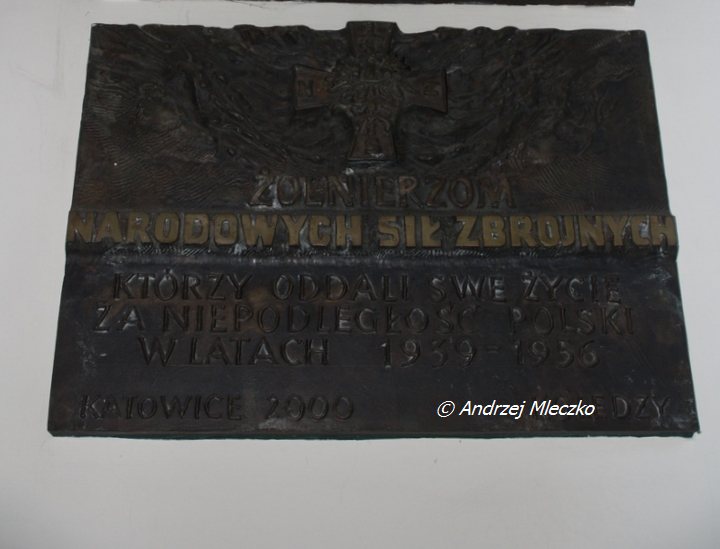 ŻOŁNIERZOM
NARODOWYCH SIŁ ZBROJNYCH
KTÓRZY ODDALI SWE ŻYCIE
ZA NIEPODLEGŁOŚĆ POLSKI
W LATACH 1939-1956
KATOWICE 2000
© Andrzej Mleczko